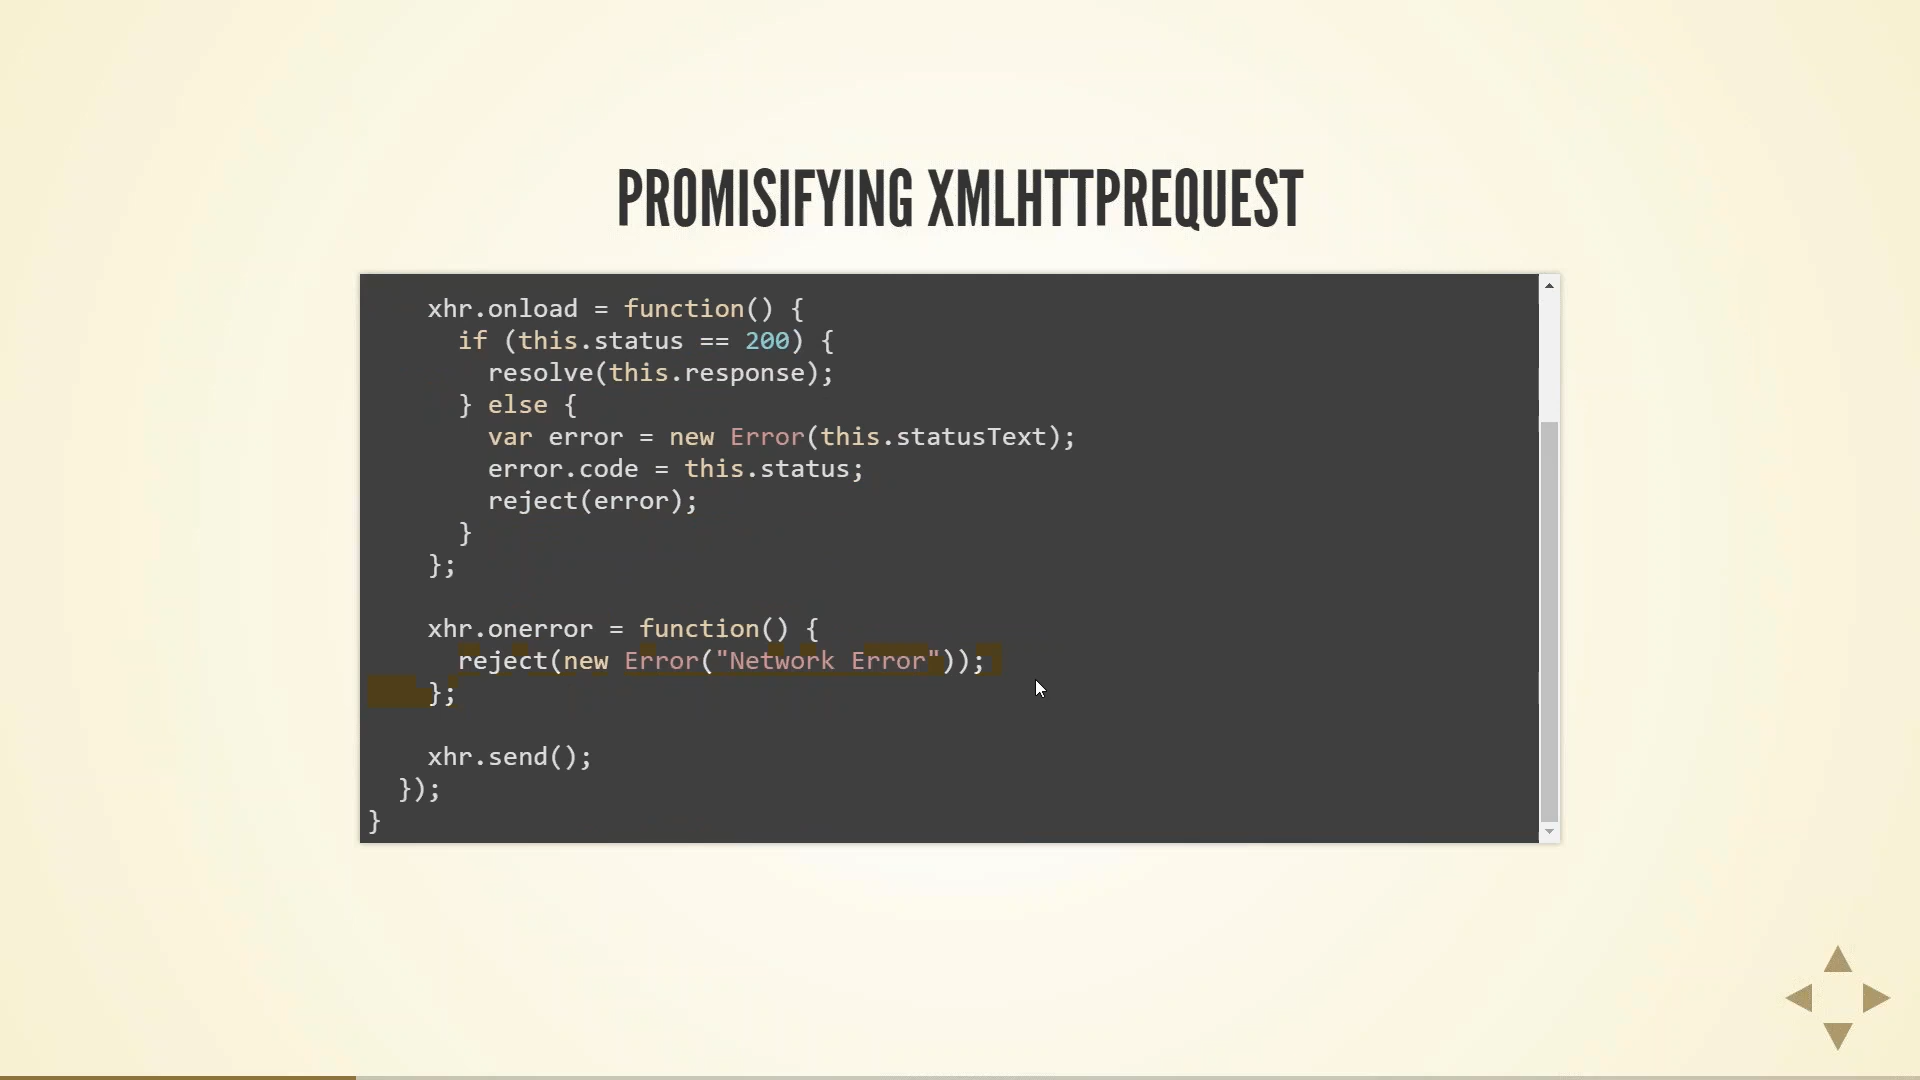 PROMISIFYING XMLHTTPREQUEST
xhr.onload = function() {
if (this.status == 200) {
resolve(this.response);
} else {
var error = new Error(this.statusText);
error.code = this.status;
reject(error);
}
};
xhr.onerror = function() {
reject(new Error("Network Error"));
};
xhr.send();
});
}